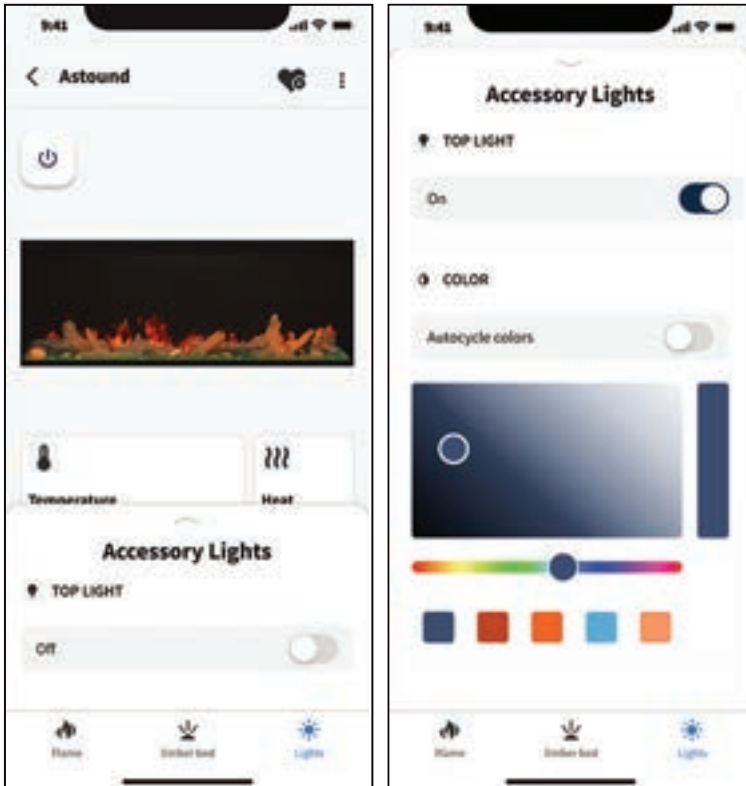 9:41
Astound
Temperature
Heat
Accessory Lights
TOP LIGHT
Off
Flame
Ember bed
Lights
9:41
Accessory Lights
TOP LIGHT
On
COLOR
Autocycle colors
Flame
Ember bed
Lights